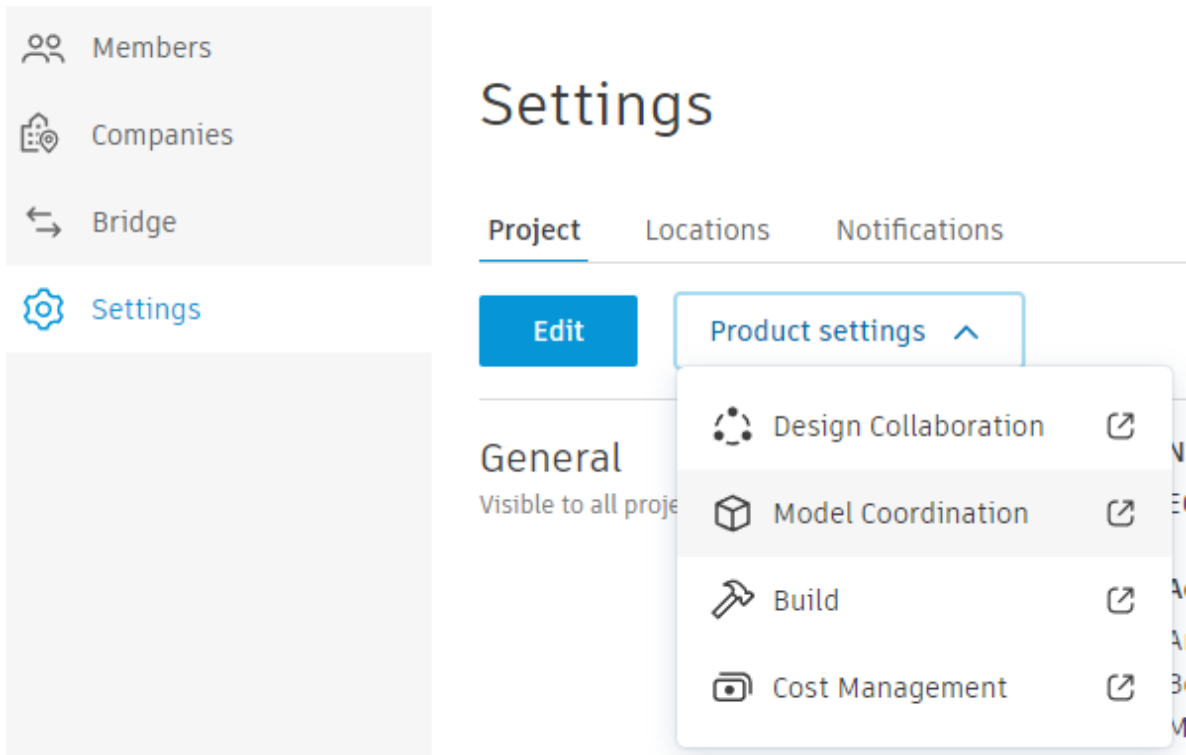 Members
Companies
Bridge
Settings
Settings
Project Locations Notifications
Edit Product settings
Design Collaboration
Model Coordination
Build
Cost Management
General
Visible to all